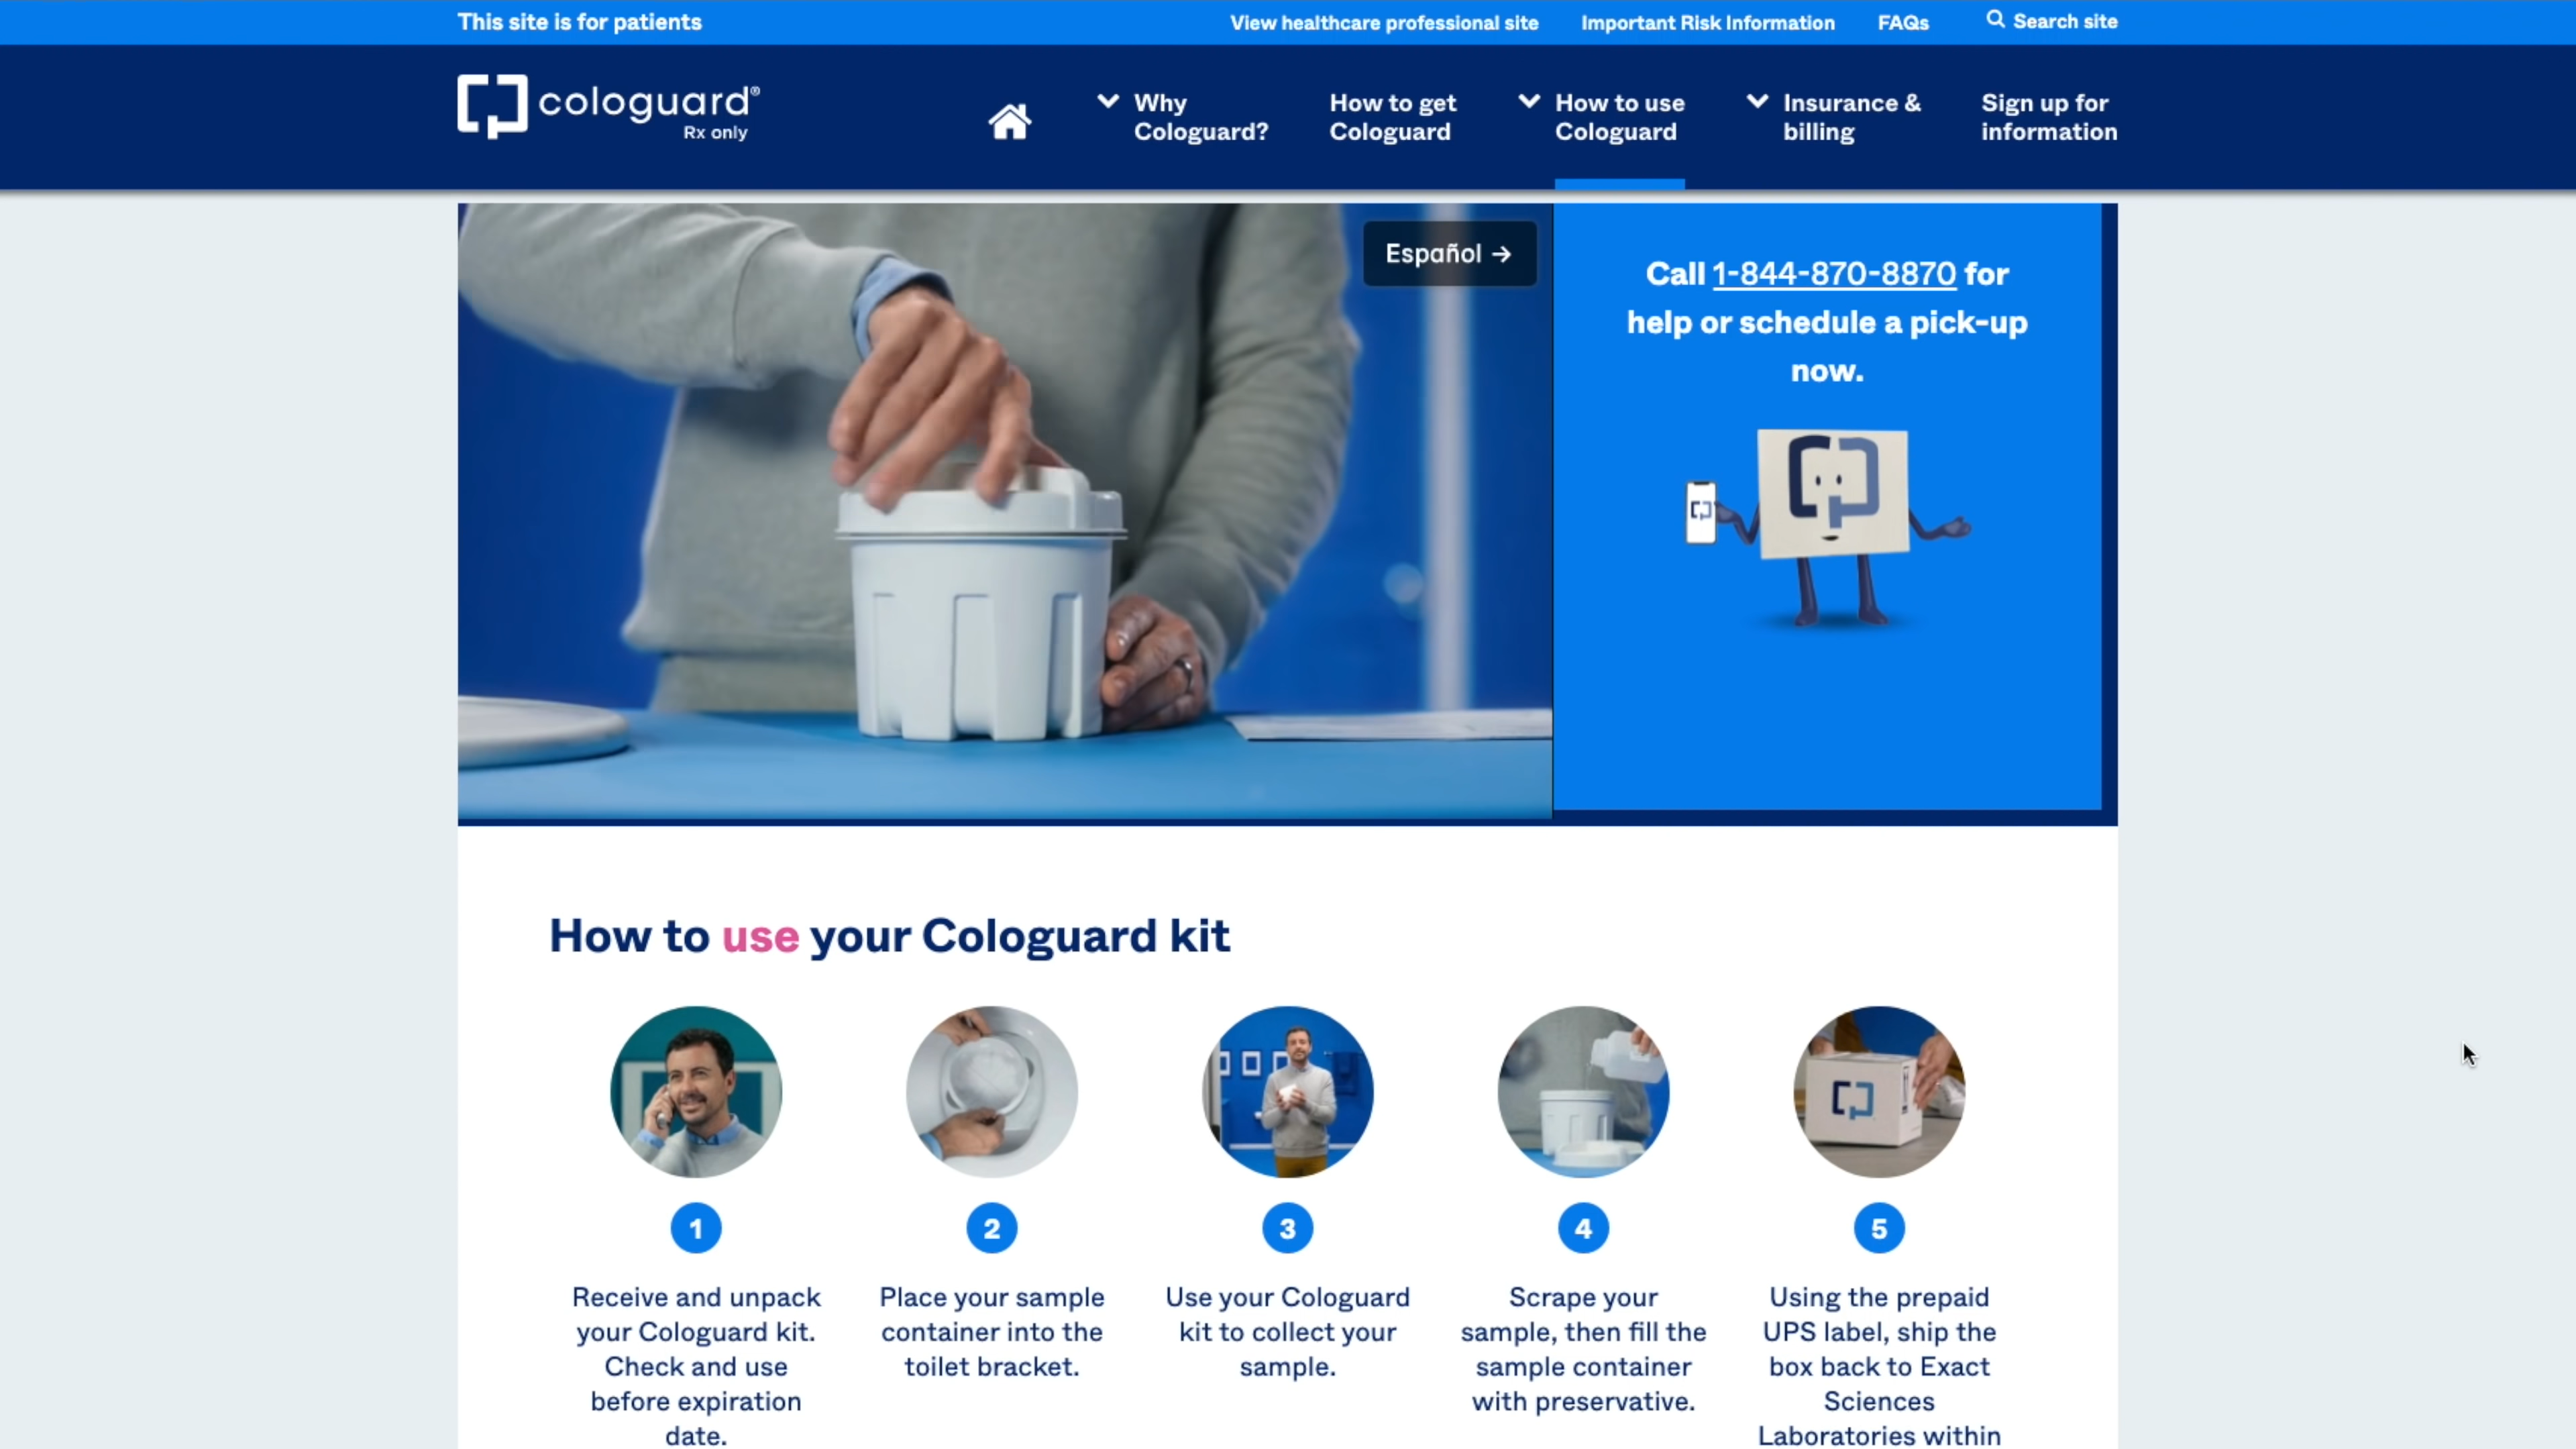 This site is for patients
View healthcare professional site
Important Risk Information
FAQs
Search site
cologuard®
Rx only
Why
Cologuard?
How to get
Cologuard
How to use
Cologuard
Insurance &
billing
Sign up for
information
Español →
Call 1-844-870-8870 for
help or schedule a pick-up
now.
How to use your Cologuard kit
1
Receive and unpack
your Cologuard kit.
Check and use
before expiration
date.
2
Place your sample
container into the
toilet bracket.
3
Use your Cologuard
kit to collect your
sample.
4
Scrape your
sample, then fill the
sample container
with preservative.
5
Using the prepaid
UPS label, ship the
box back to Exact
Sciences
Laboratories within